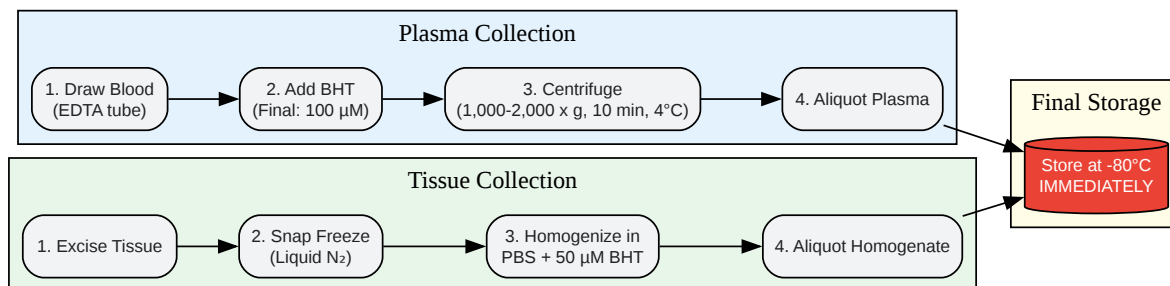 Plasma Collection
1. Draw Blood
(EDTA tube)
2. Add BHT
(Final: 100 µM)
3. Centrifuge
(1,000-2,000 x g, 10 min, 4°C)
4. Aliquot Plasma
Tissue Collection
1. Excise Tissue
2. Snap Freeze
(Liquid N₂)
3. Homogenize in
PBS + 50 µM BHT
4. Aliquot Homogenate
Final Storage
Store at -80°C
IMMEDIATELY